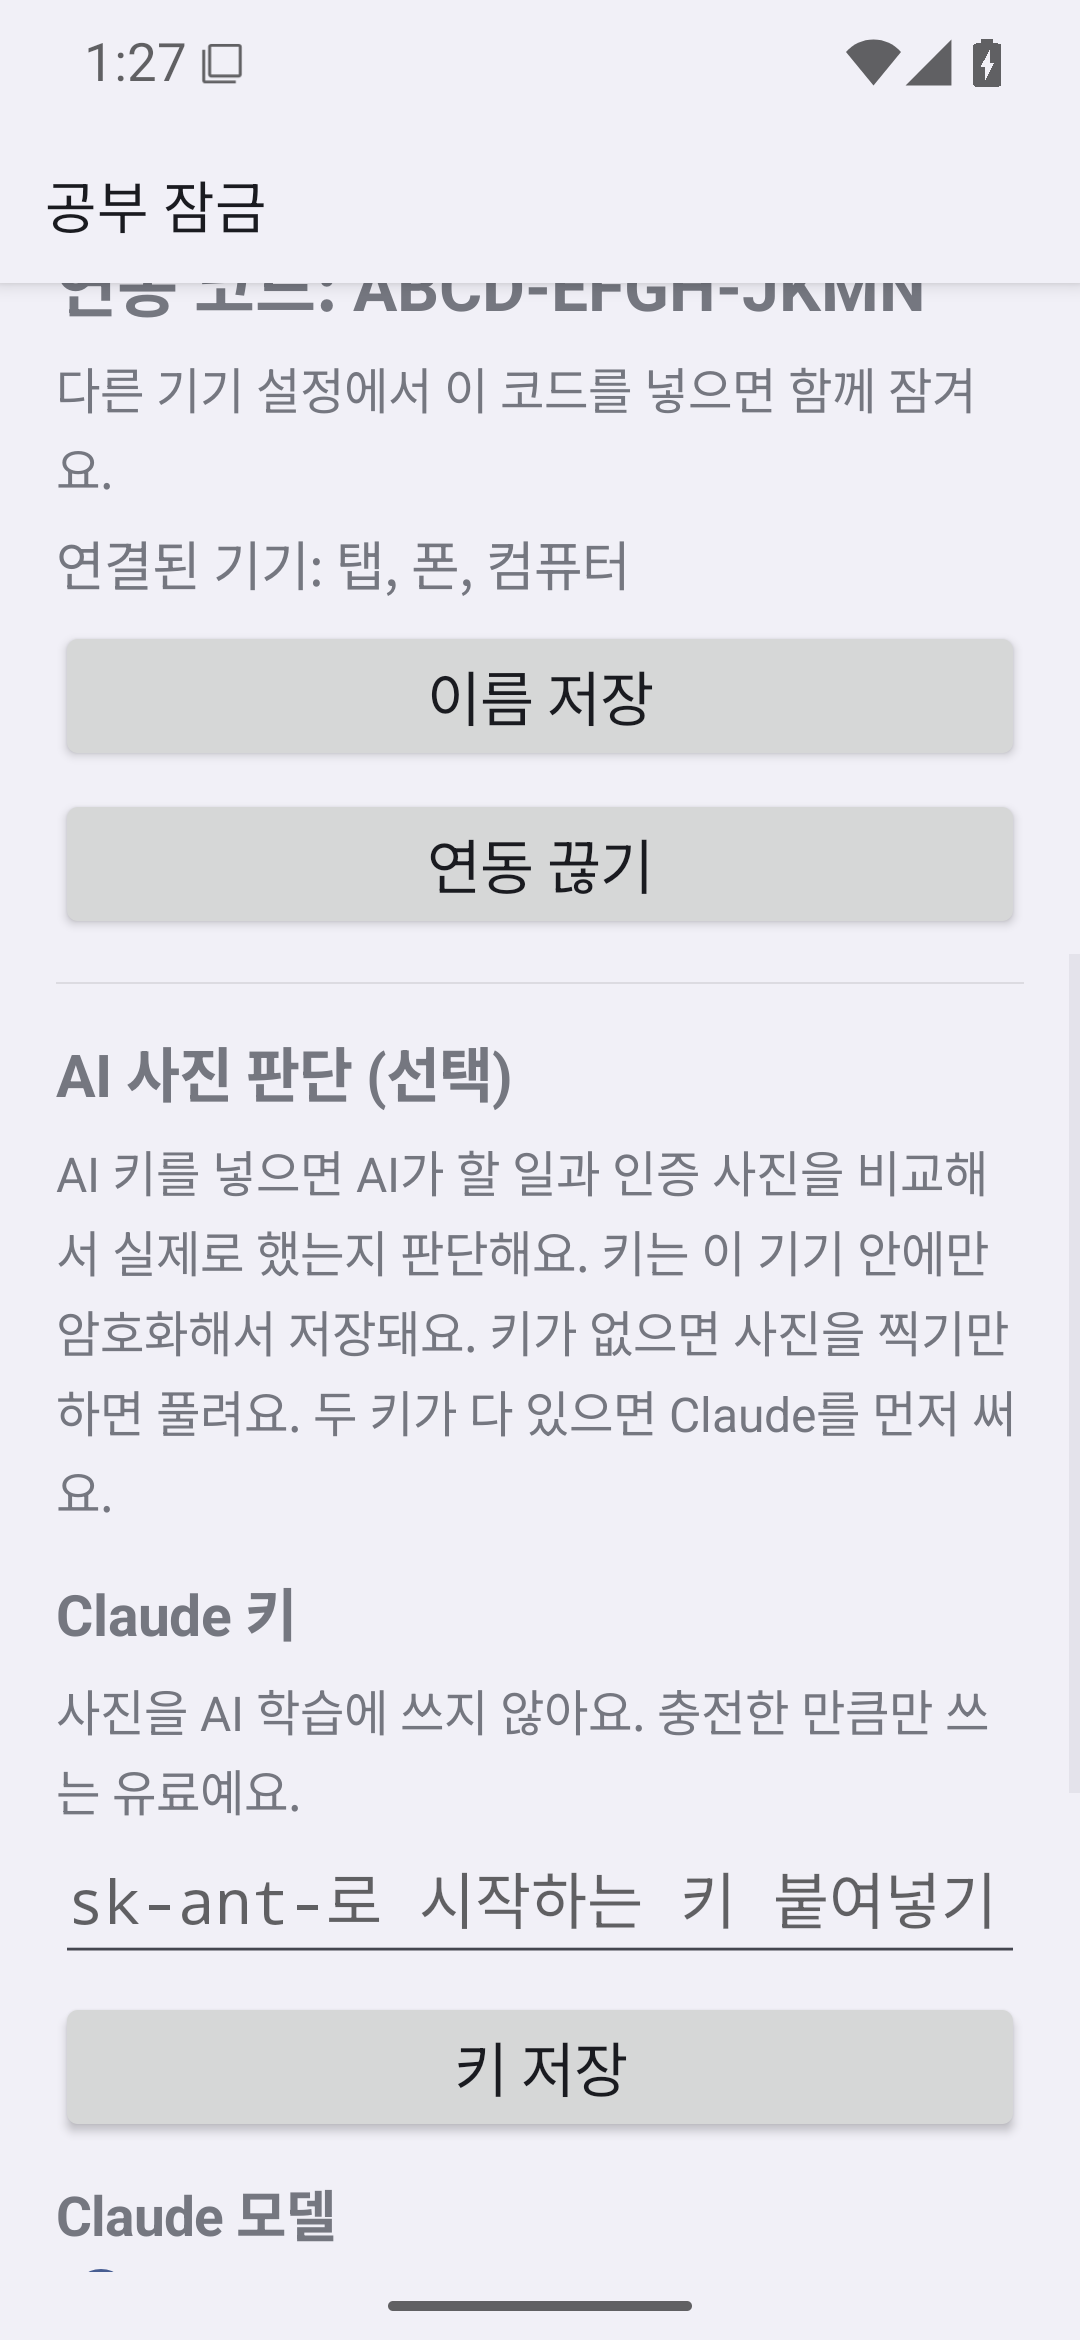 1:27
공부 잠금
연동 코드: ABCD-EFGH-JKMN
다른 기기 설정에서 이 코드를 넣으면 함께 잠겨
요.
연결된 기기: 탭, 폰, 컴퓨터
이름 저장
연동 끊기
AI 사진 판단 (선택)
AI 키를 넣으면 AI가 할 일과 인증 사진을 비교해
서 실제로 했는지 판단해요. 키는 이 기기 안에만
암호화해서 저장돼요. 키가 없으면 사진을 찍기만
하면 풀려요. 두 키가 다 있으면 Claude를 먼저 써
요.
Claude 키
사진을 AI 학습에 쓰지 않아요. 충전한 만큼만 쓰
는 유료예요.
sk-ant-로 시작하는 키 붙여넣기
키 저장
Claude 모델